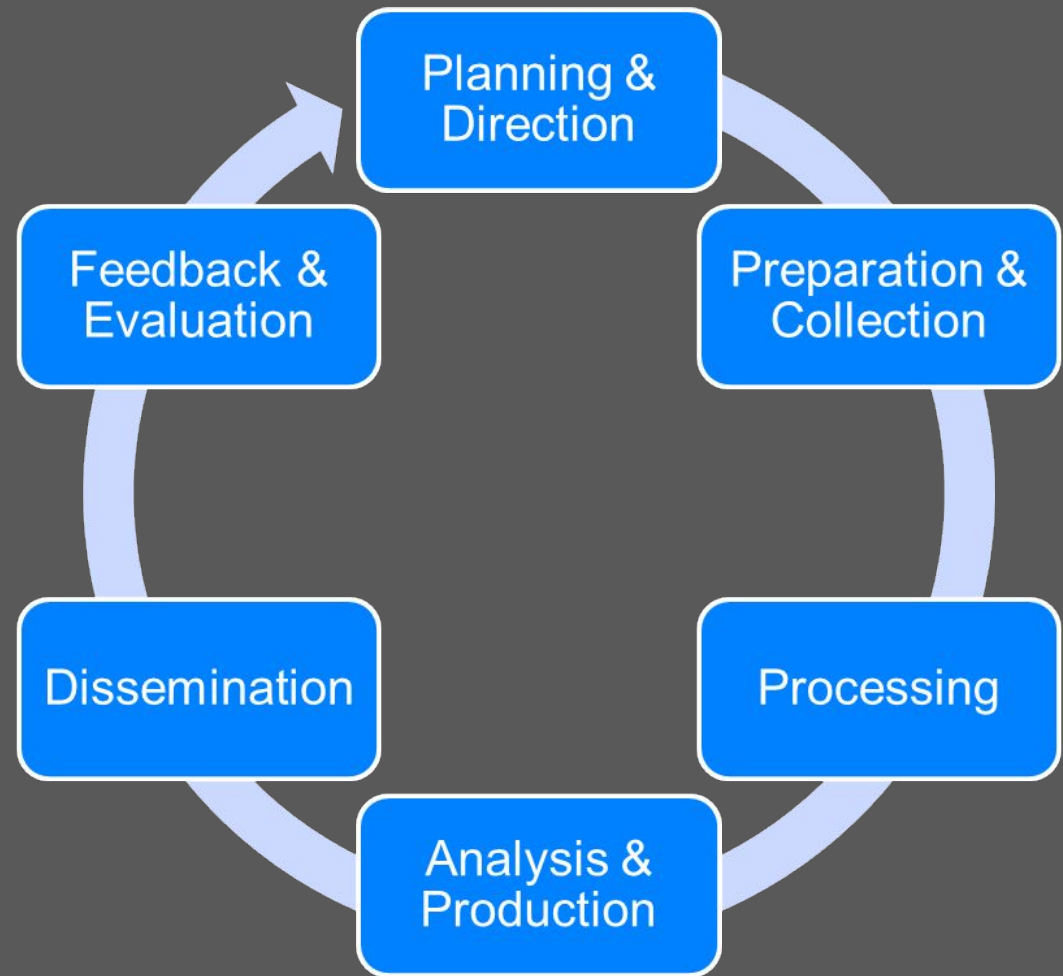 Planning &
Direction
Preparation &
Collection
Processing
Analysis &
Production
Dissemination
Feedback &
Evaluation